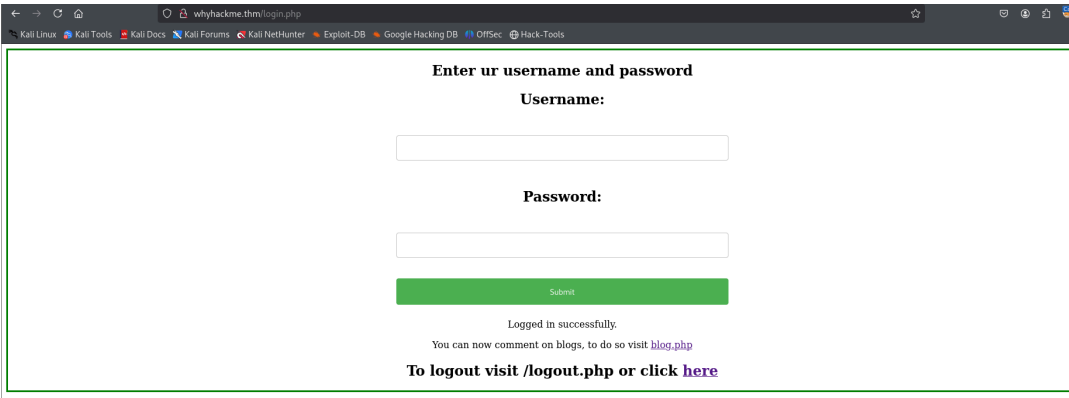 whyhackme.thm/login.php
Kali Linux Kali Tools Kali Docs Kali Forums Kali NetHunter Exploit-DB Google Hacking DB OffSec Hack-Tools
Enter ur username and password
Username:
Password:
Submit
Logged in successfully.
You can now comment on blogs, to do so visit blog.php
To logout visit /logout.php or click here